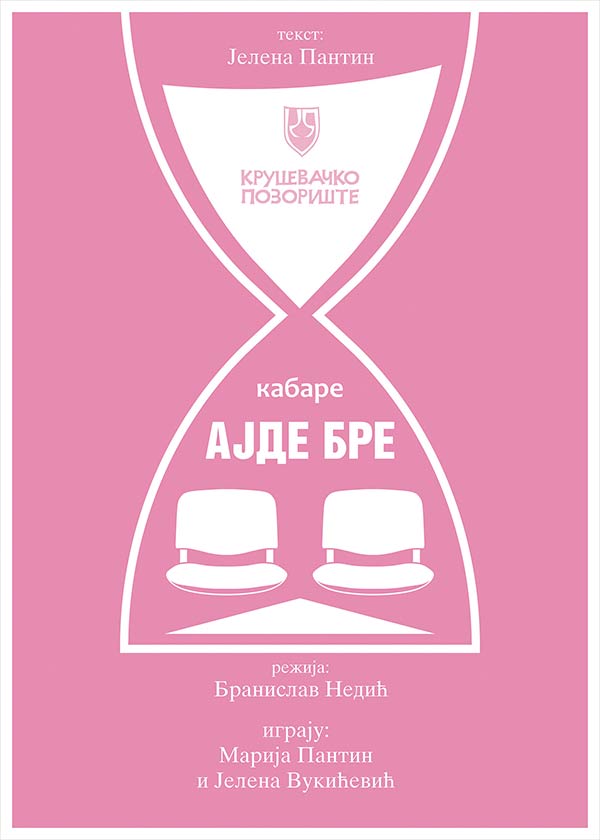 текст:
Јелена Пантин
КРУШЕВАЧКО
ПОЗОРИШТЕ
кабаре
АЈДЕ БРЕ
режија:
Бранислав Недић
играју:
Марија Пантин
и Јелена Вукићевић